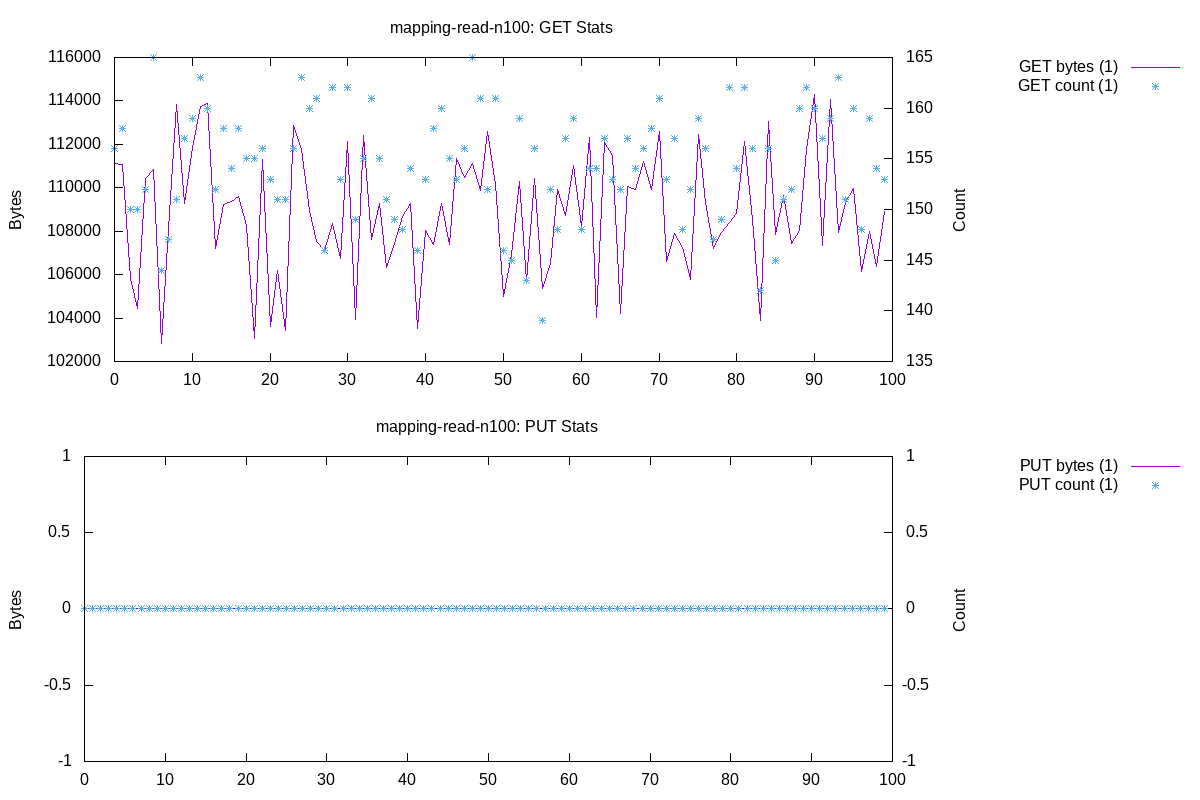 mapping-read-n100: GET Stats
116000
114000
112000
110000
108000
106000
104000
102000
Bytes
165
160
155
150
145
140
135
Count
GET bytes (1)
GET count (1)
0 10 20 30 40 50 60 70 80 90 100
mapping-read-n100: PUT Stats
1
0.5
0
-0.5
-1
Bytes
1
0.5
0
-0.5
-1
Count
PUT bytes (1)
PUT count (1)
0 10 20 30 40 50 60 70 80 90 100